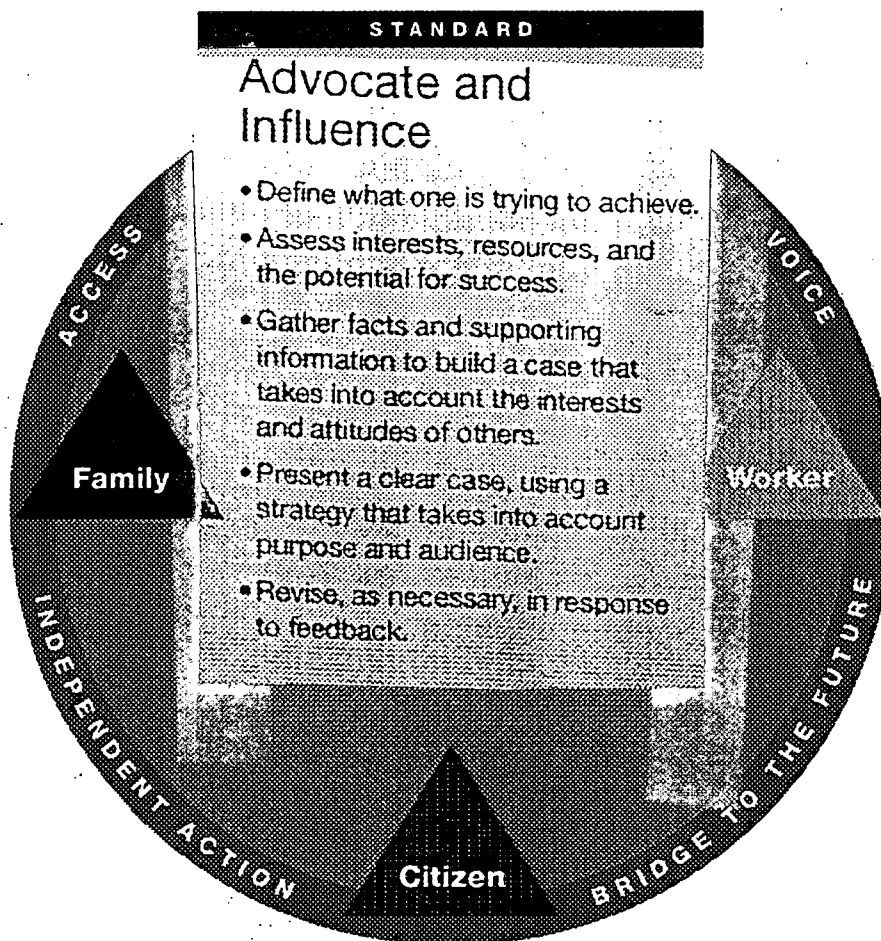 STANDARD
Advocate and
Influence
• Define what one is trying to achieve.
• Assess interests, resources, and
the potential for success.
• Gather facts and supporting
information to build a case that
takes into account the interests
and attitudes of others.
• Present a clear case, using a
strategy that takes into account
purpose and audience.
• Revise, as necessary, in response
to feedback.
ACCESS
VOICE
Family
Worker
INDEPENDENT ACTION
BRIDGE TO THE FUTURE
Citizen